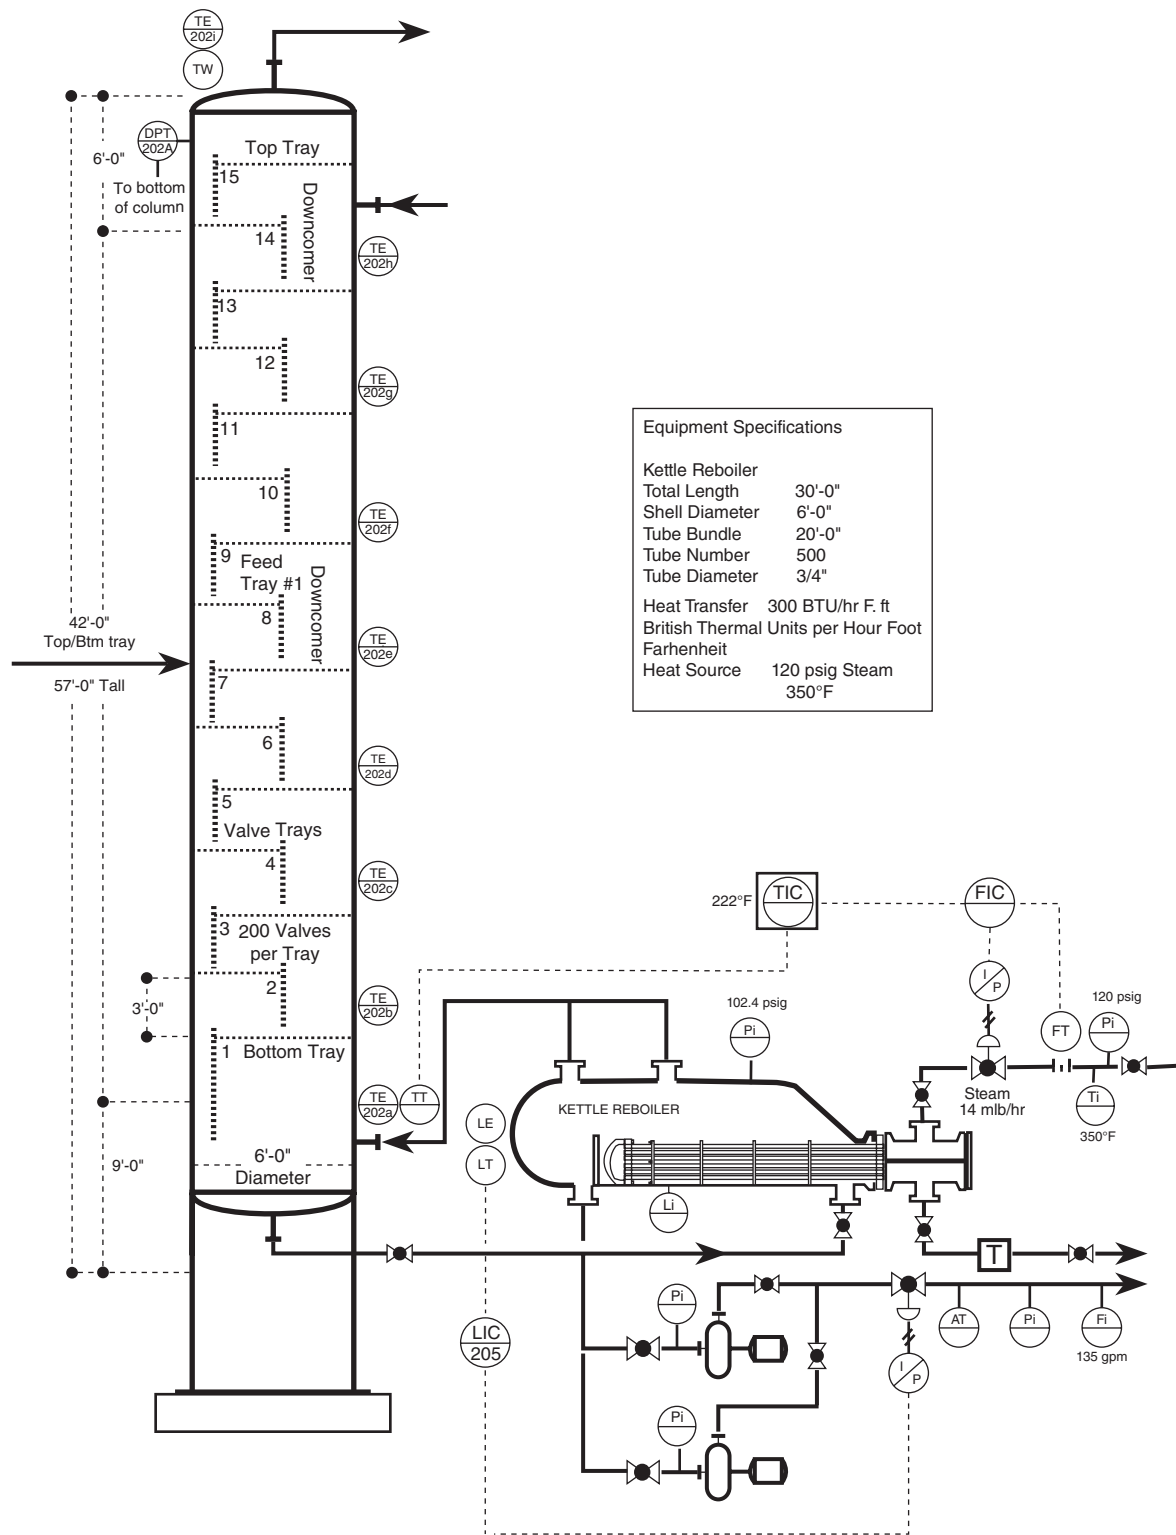 TE
202i
TW
DPT
202A
6'-0"
To bottom
of column
Top Tray
15
Downcomer
14
TE
202h
13
12
TE
202g
11
10
TE
202f
9 Feed
Tray #1
Downcomer
8
42'-0"
Top/Btm tray
TE
202e
7
57'-0" Tall
6
TE
202d
5
Valve Trays
4
TE
202c
3 200 Valves
per Tray
2
3'-0"
TE
202b
1 Bottom Tray
TE
202a
TT
9'-0"
6'-0"
Diameter
Equipment Specifications
Kettle Reboiler
Total Length 30'-0"
Shell Diameter 6'-0"
Tube Bundle 20'-0"
Tube Number 500
Tube Diameter 3/4"
Heat Transfer 300 BTU/hr F. ft
British Thermal Units per Hour Foot
Farhenheit
Heat Source 120 psig Steam
350°F
222°F
TIC
FIC
I
P
102.4 psig
Pi
FT
120 psig
Pi
Steam
14 mlb/hr
Ti
350°F
KETTLE REBOILER
LE
LT
Li
T
Pi
LIC
205
AT
Pi
Fi
135 gpm
I
P
Pi